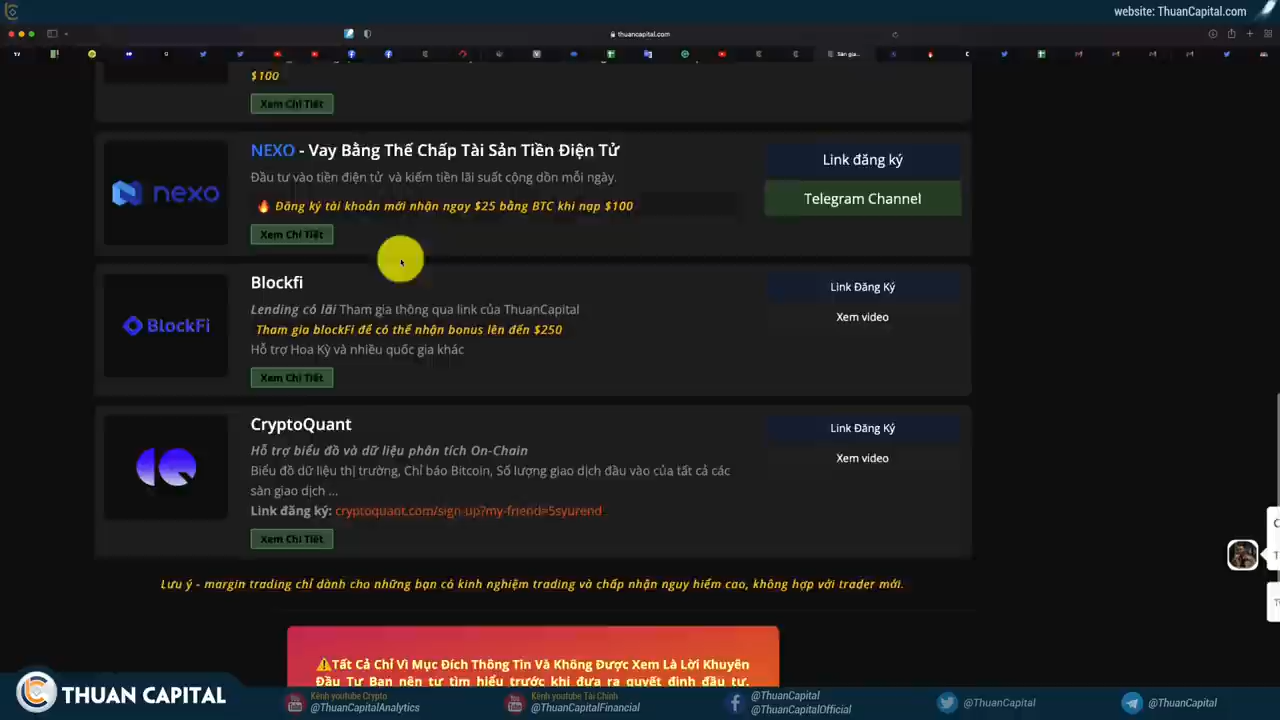 website: ThuanCapital.com
thuancapital.com
$100
Xem Chi Tiết
nexo
NEXO - Vay Bằng Thế Chấp Tài Sản Tiền Điện Tử
Đầu tư vào tiền điện tử và kiếm tiền lãi suất cộng dồn mỗi ngày.
🔥 Đăng ký tài khoản mới nhận ngay $25 bằng BTC khi nạp $100
Xem Chi Tiết
Link đăng ký
Telegram Channel
BlockFi
Blockfi
Lending có lãi Tham gia thông qua link của ThuanCapital
Tham gia blockFi để có thể nhận bonus lên đến $250
Hỗ trợ Hoa Kỳ và nhiều quốc gia khác
Xem Chi Tiết
Link Đăng Ký
Xem video
CryptoQuant
Hỗ trợ biểu đồ và dữ liệu phân tích On-Chain
Biểu đồ dữ liệu thị trường, Chỉ báo Bitcoin, Số lượng giao dịch đầu vào của tất cả các
sàn giao dịch ...
Link đăng ký: cryptoquant.com/sign-up?my-friend=5syurend
Xem Chi Tiết
Link Đăng Ký
Xem video
Lưu ý - margin trading chỉ dành cho những bạn có kinh nghiệm trading và chấp nhận nguy hiểm cao, không hợp với trader mới.
⚠️Tất Cả Chỉ Vì Mục Đích Thông Tin Và Không Được Xem Là Lời Khuyên
Đầu Tư Bạn nên tự tìm hiểu trước khi đưa ra quyết định đầu tư.
THUAN CAPITAL
Kênh youtube Crypto
@ThuanCapitalAnalytics
Kênh youtube Tài Chính
@ThuanCapitalFinancial
@ThuanCapital
@ThuanCapitalOfficial
@ThuanCapital
@ThuanCapital